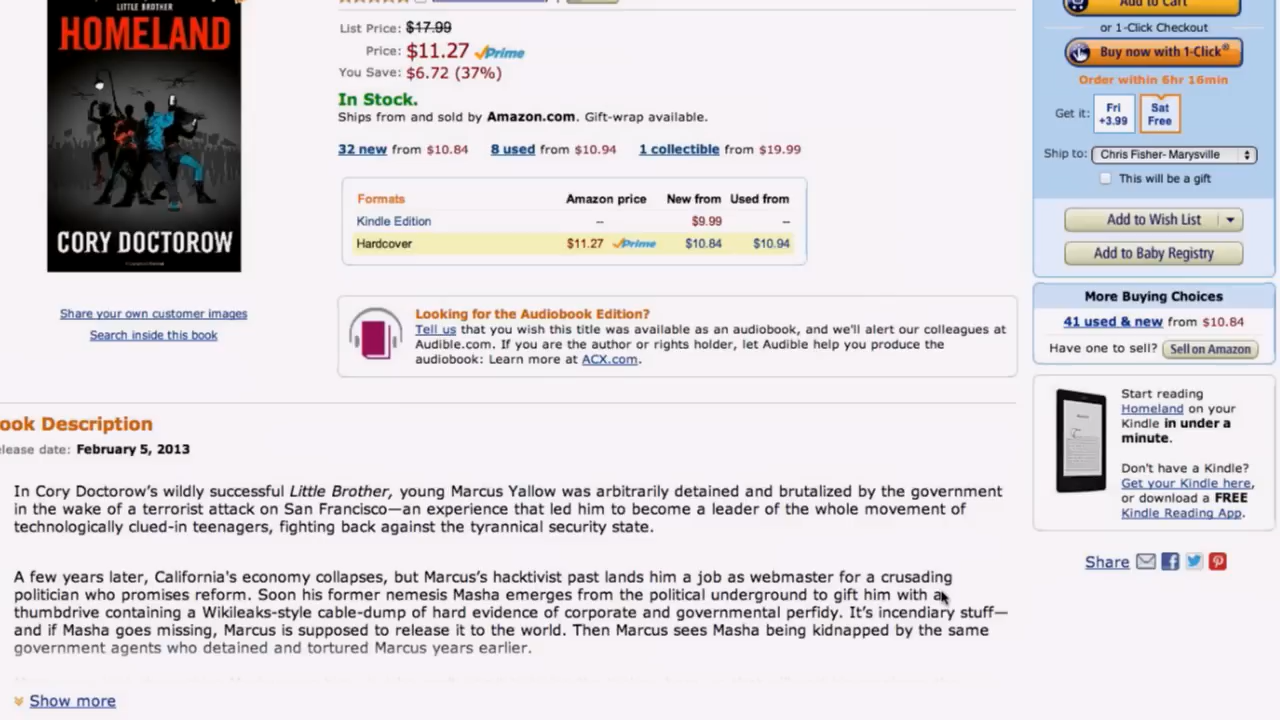 LITTLE BROTHER
HOMELAND
CORY DOCTOROW
Share your own customer images
Search inside this book
List Price: $17.99
Price: $11.27 Prime
You Save: $6.72 (37%)
In Stock.
Ships from and sold by Amazon.com. Gift-wrap available.
32 new from $10.84 8 used from $10.94 1 collectible from $19.99
Formats Amazon price New from Used from
Kindle Edition -- $9.99 --
Hardcover $11.27 Prime $10.84 $10.94
Looking for the Audiobook Edition?
Tell us that you wish this title was available as an audiobook, and we'll alert our colleagues at
Audible.com. If you are the author or rights holder, let Audible help you produce the
audiobook: Learn more at ACX.com.
Add to Cart
or 1-Click Checkout
Buy now with 1-Click®
Order within 6hr 16min
Get it: Fri Sat
+3.99 Free
Ship to: Chris Fisher- Marysville
This will be a gift
Add to Wish List
Add to Baby Registry
More Buying Choices
41 used & new from $10.84
Have one to sell? Sell on Amazon
Start reading
Homeland on your
Kindle in under a
minute.
Don't have a Kindle?
Get your Kindle here,
or download a FREE
Kindle Reading App.
Share
ook Description
elease date: February 5, 2013
In Cory Doctorow's wildly successful Little Brother, young Marcus Yallow was arbitrarily detained and brutalized by the government
in the wake of a terrorist attack on San Francisco—an experience that led him to become a leader of the whole movement of
technologically clued-in teenagers, fighting back against the tyrannical security state.
A few years later, California's economy collapses, but Marcus's hacktivist past lands him a job as webmaster for a crusading
politician who promises reform. Soon his former nemesis Masha emerges from the political underground to gift him with a
thumbdrive containing a Wikileaks-style cable-dump of hard evidence of corporate and governmental perfidy. It's incendiary stuff—
and if Masha goes missing, Marcus is supposed to release it to the world. Then Marcus sees Masha being kidnapped by the same
government agents who detained and tortured Marcus years earlier.
Show more